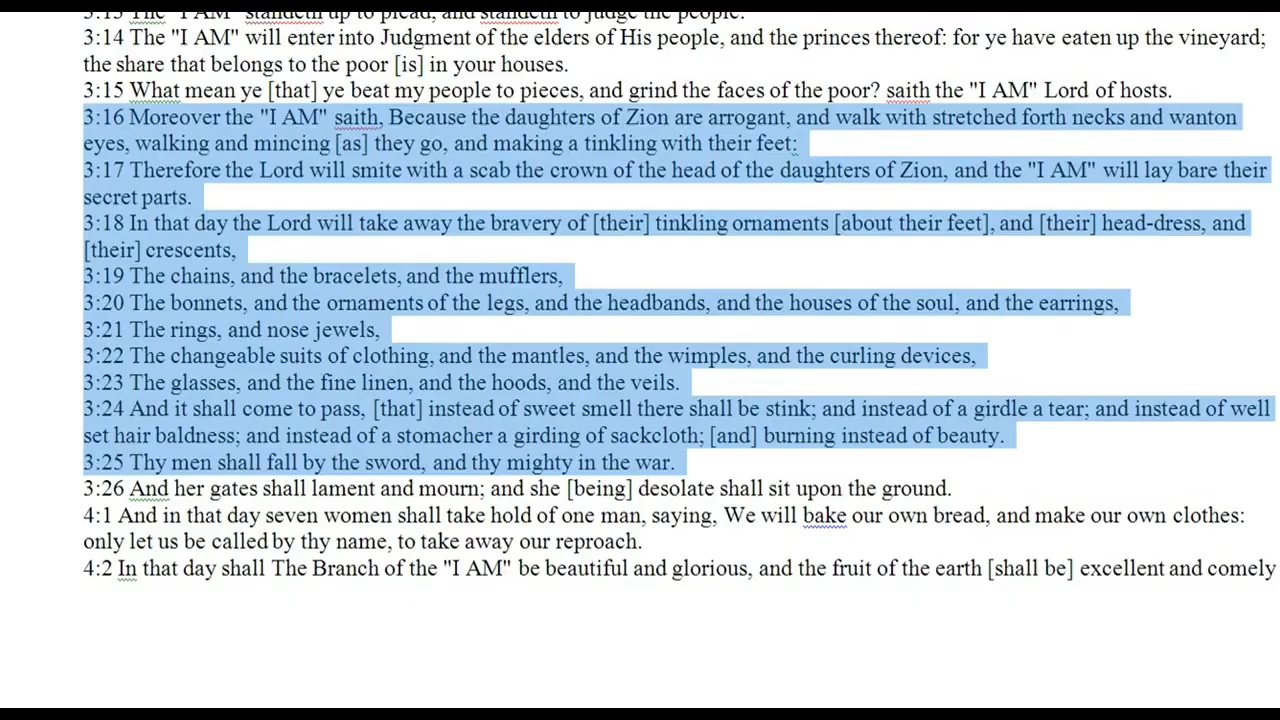 3:13 The "I AM" standeth up to plead, and standeth to judge the people.
3:14 The "I AM" will enter into Judgment of the elders of His people, and the princes thereof: for ye have eaten up the vineyard;
the share that belongs to the poor [is] in your houses.
3:15 What mean ye [that] ye beat my people to pieces, and grind the faces of the poor? saith the "I AM" Lord of hosts.
3:16 Moreover the "I AM" saith, Because the daughters of Zion are arrogant, and walk with stretched forth necks and wanton
eyes, walking and mincing [as] they go, and making a tinkling with their feet:
3:17 Therefore the Lord will smite with a scab the crown of the head of the daughters of Zion, and the "I AM" will lay bare their
secret parts.
3:18 In that day the Lord will take away the bravery of [their] tinkling ornaments [about their feet], and [their] head-dress, and
[their] crescents,
3:19 The chains, and the bracelets, and the mufflers,
3:20 The bonnets, and the ornaments of the legs, and the headbands, and the houses of the soul, and the earrings,
3:21 The rings, and nose jewels,
3:22 The changeable suits of clothing, and the mantles, and the wimples, and the curling devices,
3:23 The glasses, and the fine linen, and the hoods, and the veils.
3:24 And it shall come to pass, [that] instead of sweet smell there shall be stink; and instead of a girdle a tear; and instead of well
set hair baldness; and instead of a stomacher a girding of sackcloth; [and] burning instead of beauty.
3:25 Thy men shall fall by the sword, and thy mighty in the war.
3:26 And her gates shall lament and mourn; and she [being] desolate shall sit upon the ground.
4:1 And in that day seven women shall take hold of one man, saying, We will bake our own bread, and make our own clothes:
only let us be called by thy name, to take away our reproach.
4:2 In that day shall The Branch of the "I AM" be beautiful and glorious, and the fruit of the earth [shall be] excellent and comely